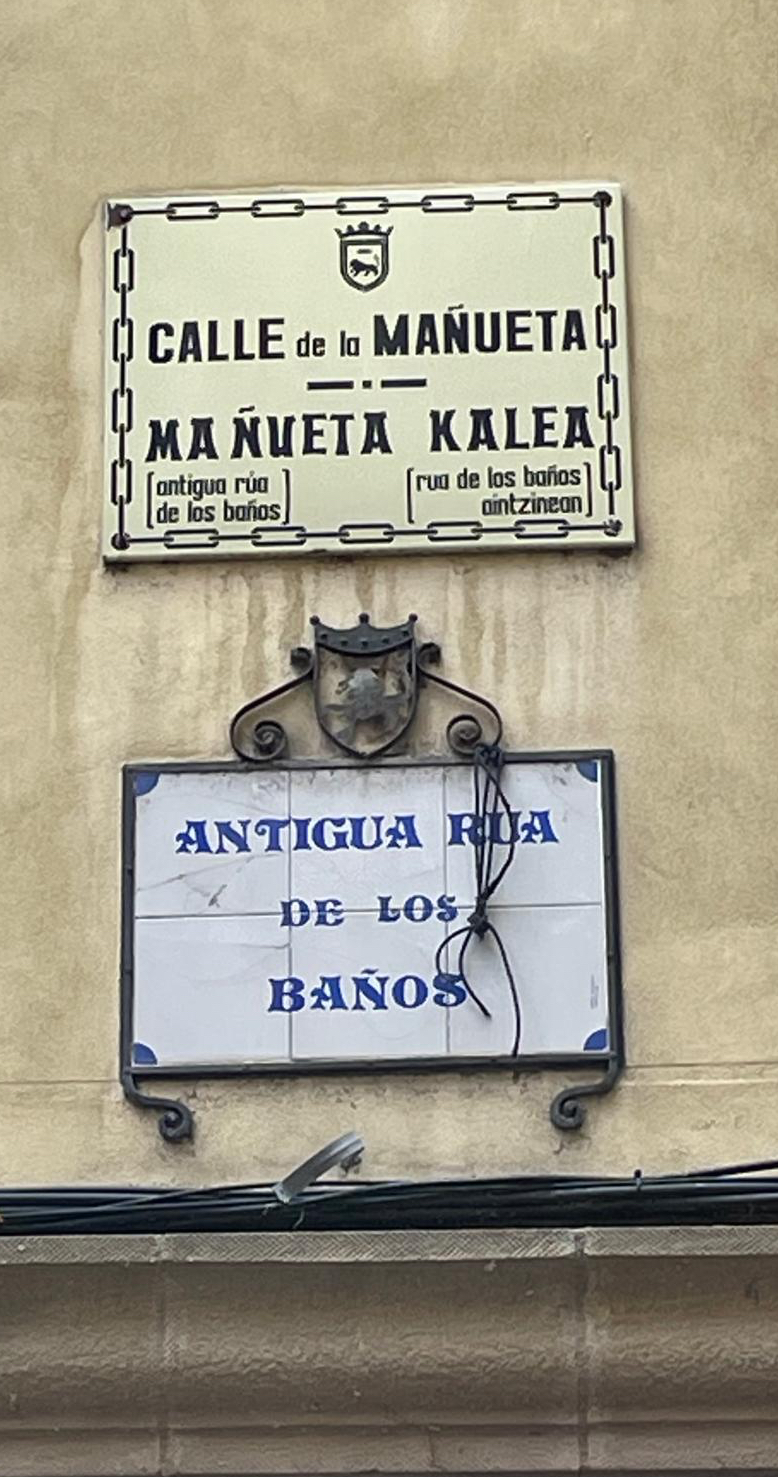 CALLE de la MAÑUETA
MAÑUETA KALEA
[antigua rúa
de los baños]
[rua de los baños
aintzinean]
ANTIGUA RUA
DE LOS
BAÑOS